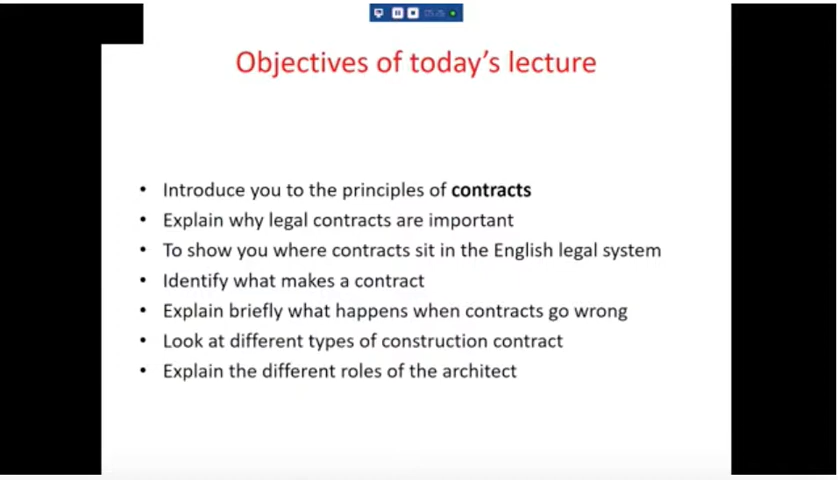 Objectives of today's lecture
• Introduce you to the principles of contracts
• Explain why legal contracts are important
• To show you where contracts sit in the English legal system
• Identify what makes a contract
• Explain briefly what happens when contracts go wrong
• Look at different types of construction contract
• Explain the different roles of the architect